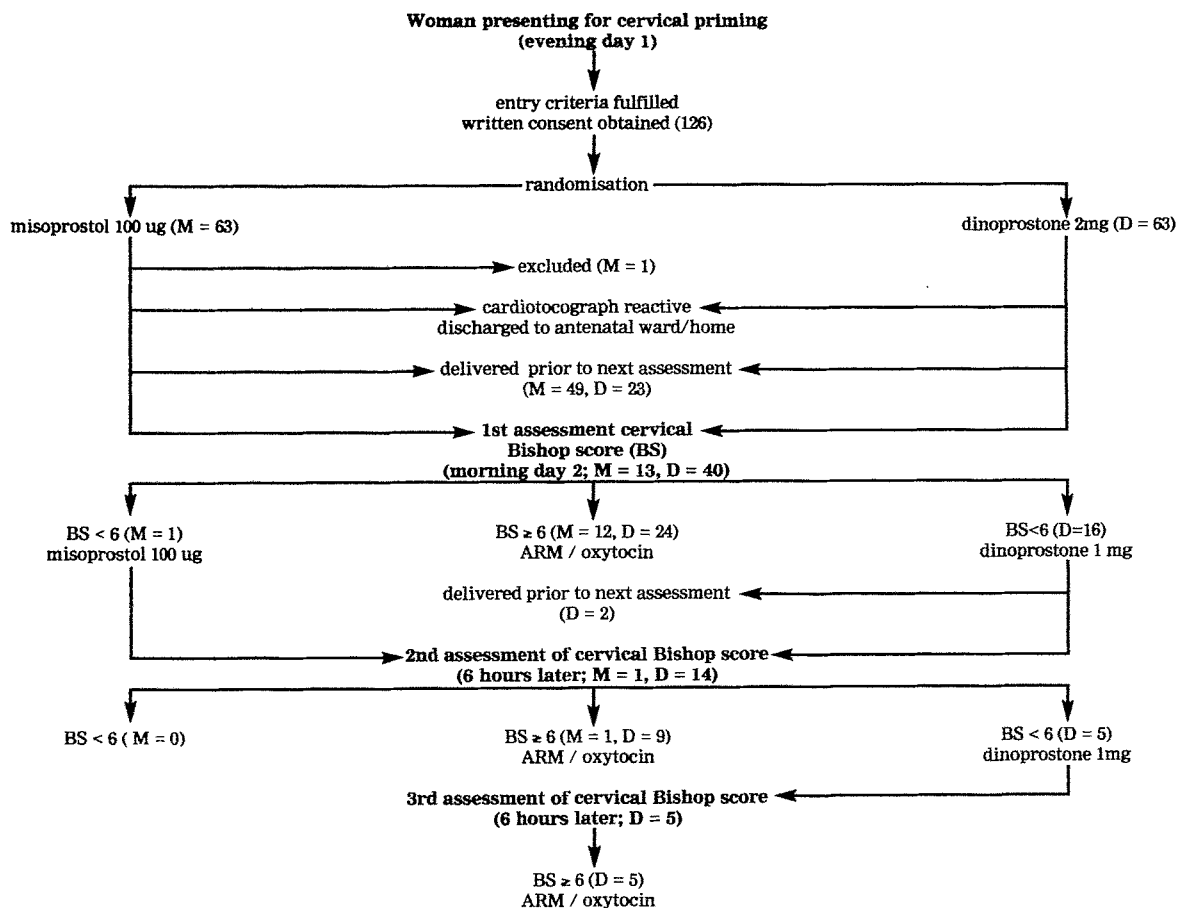 Woman presenting for cervical priming
(evening day 1)
entry criteria fulfilled
written consent obtained (126)
randomisation
misoprostol 100 ug (M = 63)
dinoprostone 2mg (D = 63)
excluded (M = 1)
cardiotocograph reactive
discharged to antenatal ward/home
delivered prior to next assessment
(M = 49, D = 23)
1st assessment cervical
Bishop score (BS)
(morning day 2; M = 13, D = 40)
BS < 6 (M = 1)
misoprostol 100 ug
BS ≥ 6 (M = 12, D = 24)
ARM / oxytocin
BS<6 (D=16)
dinoprostone 1 mg
delivered prior to next assessment
(D = 2)
2nd assessment of cervical Bishop score
(6 hours later; M = 1, D = 14)
BS < 6 ( M = 0)
BS ≥ 6 (M = 1, D = 9)
ARM / oxytocin
BS < 6 (D = 5)
dinoprostone 1mg
3rd assessment of cervical Bishop score
(6 hours later; D = 5)
BS ≥ 6 (D = 5)
ARM / oxytocin